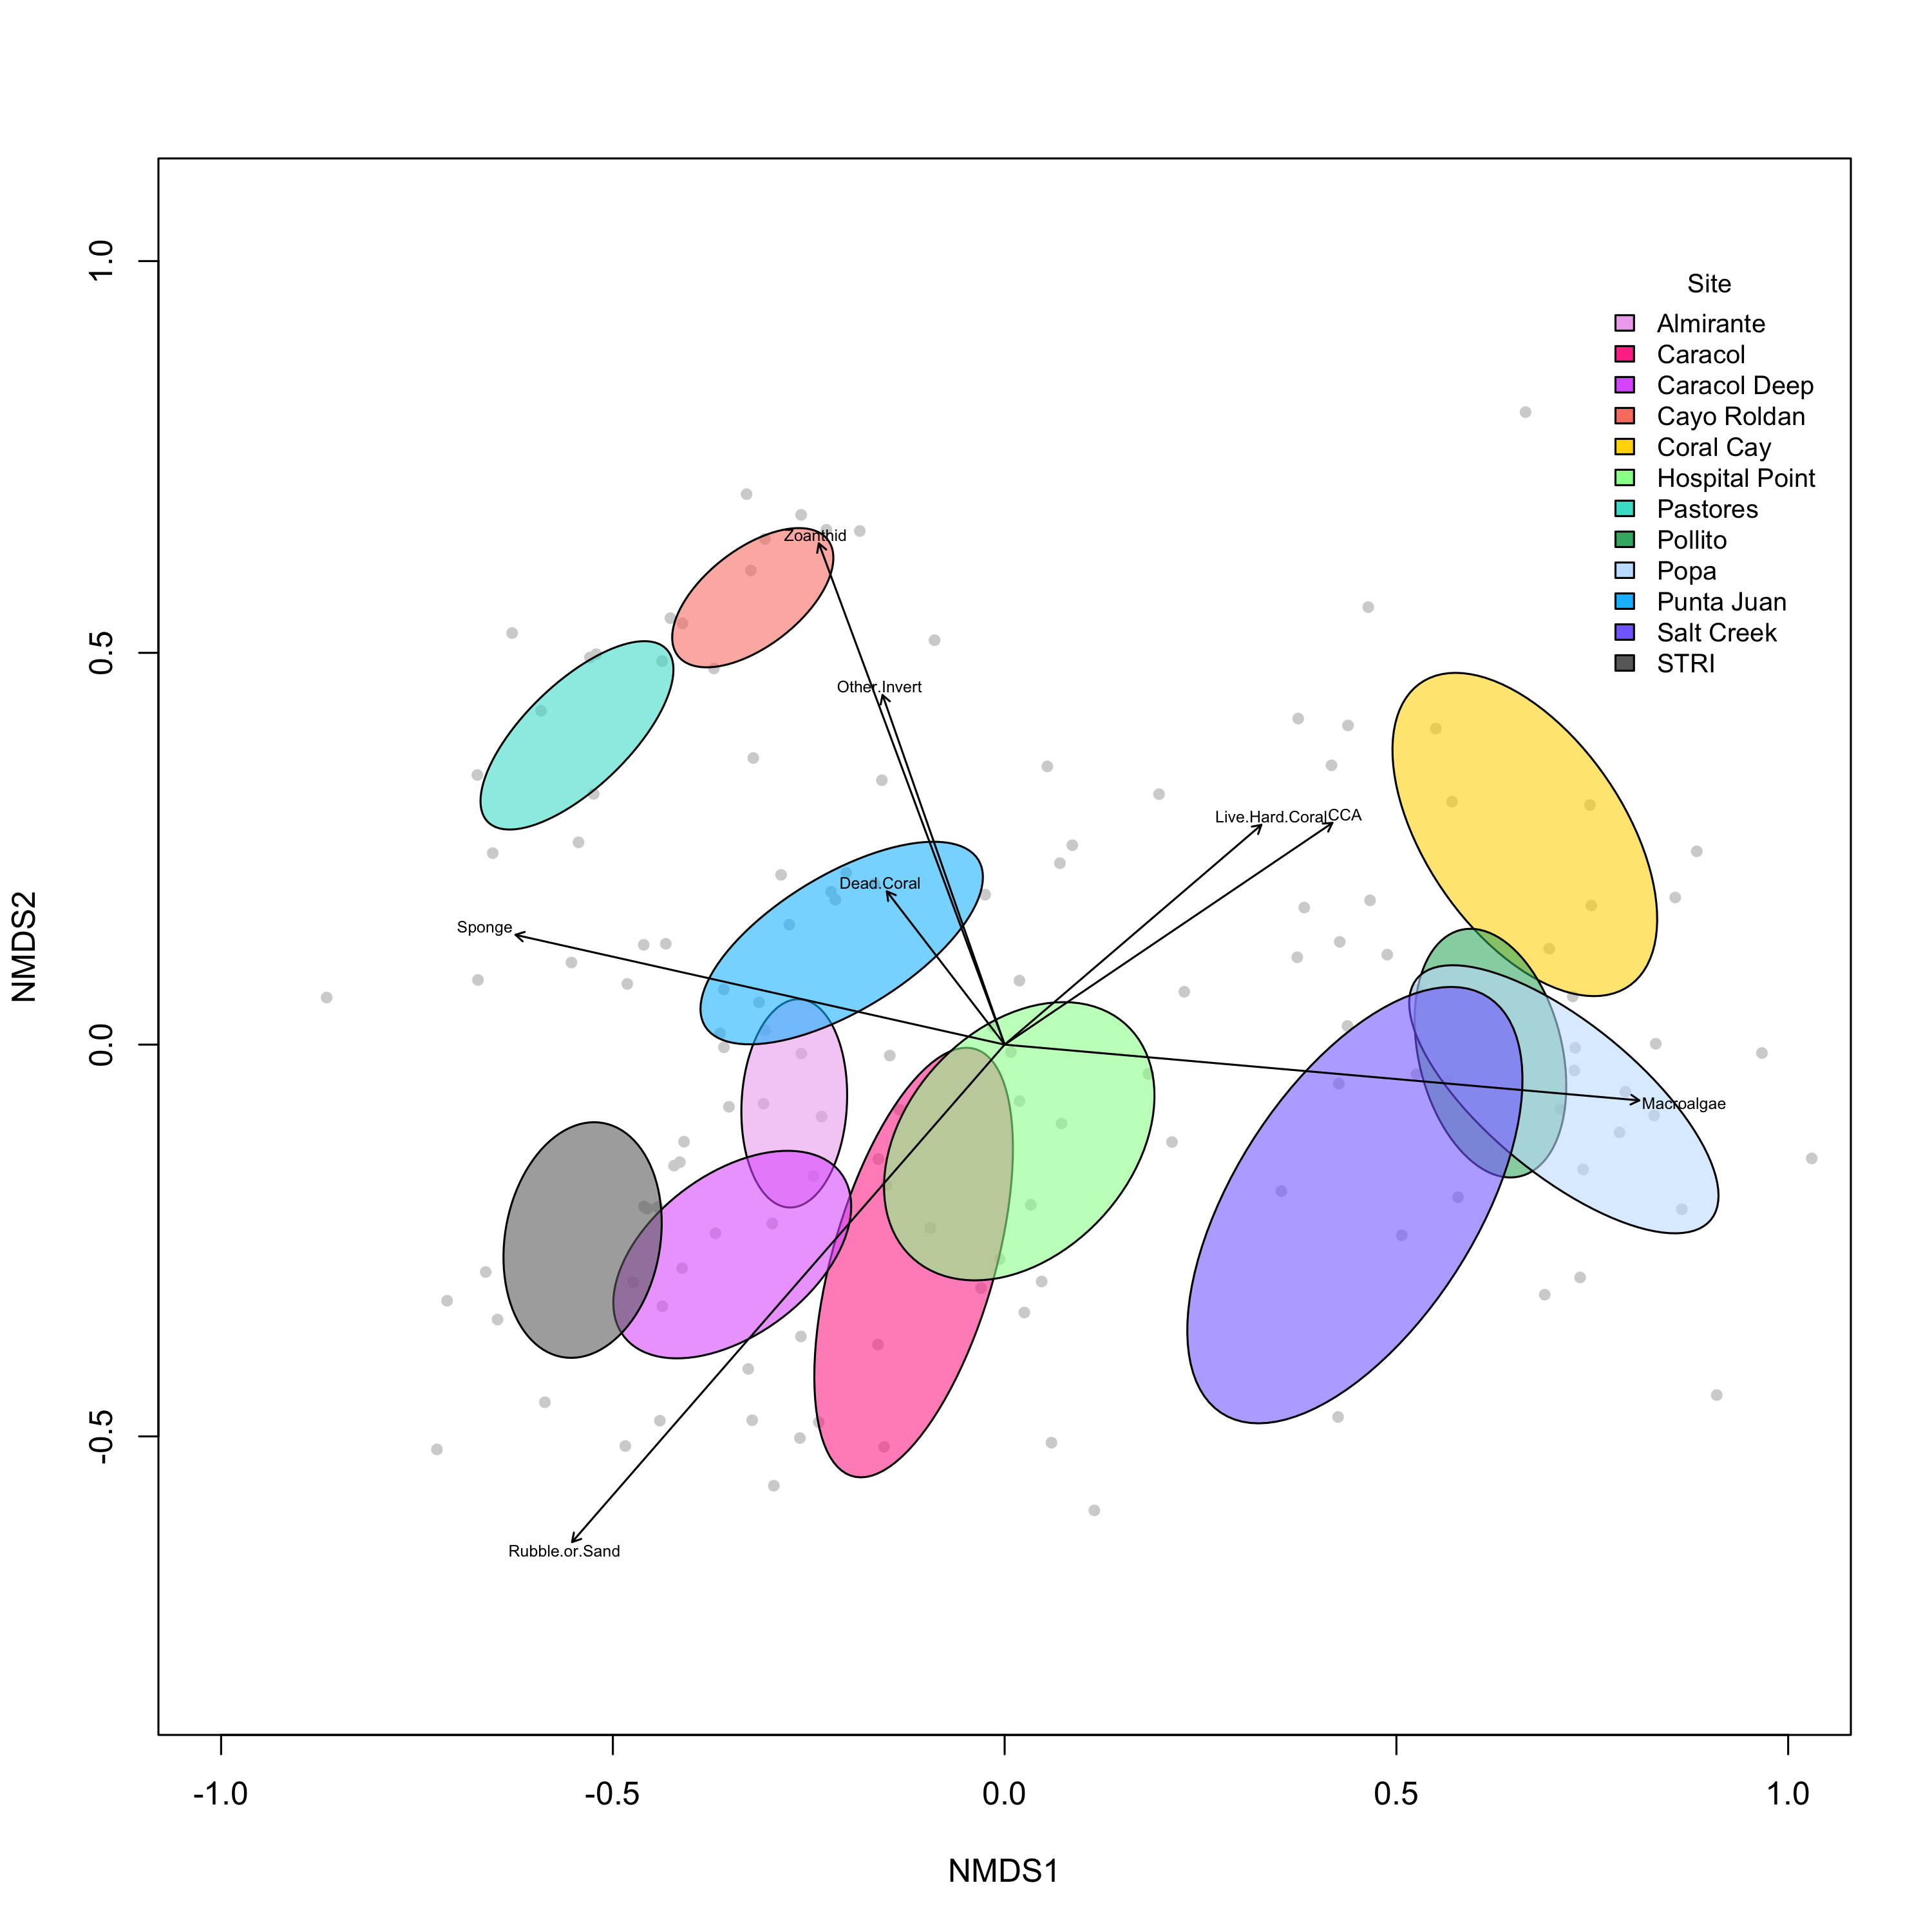 1.0
Site
Almirante
Caracol
Caracol Deep
Cayo Roldan
Coral Cay
Hospital Point
Pastores
Pollito
Popa
Punta Juan
Salt Creek
STRI
Zoanthid
0.5
Other.Invert
Live.Hard.Coral
CCA
Dead.Coral
Sponge
NMDS2
0.0
Macroalgae
-0.5
Rubble.or.Sand
-1.0 -0.5 0.0 0.5 1.0
NMDS1